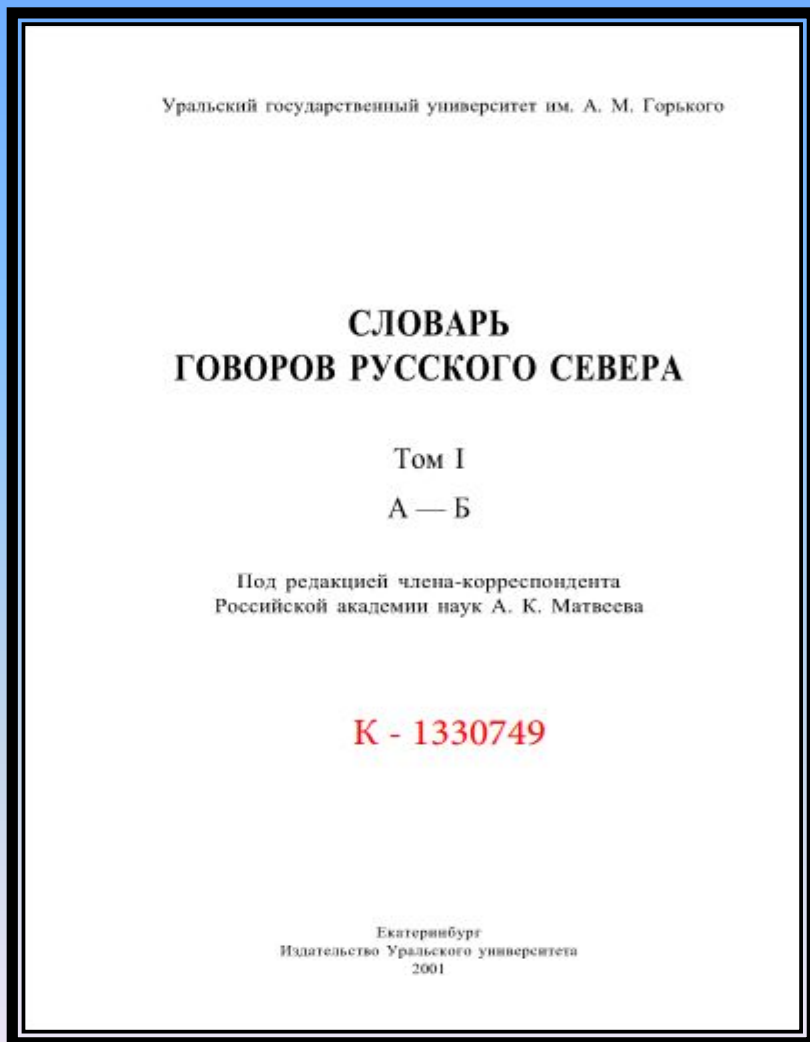 Уральский государственный университет им. А. М. Горького
СЛОВАРЬ
ГОВОРОВ РУССКОГО СЕВЕРА
Том I
А — Б
Под редакцией члена-корреспондента
Российской академии наук А. К. Матвеева
К - 1330749
Екатеринбург
Издательство Уральского университета
2001